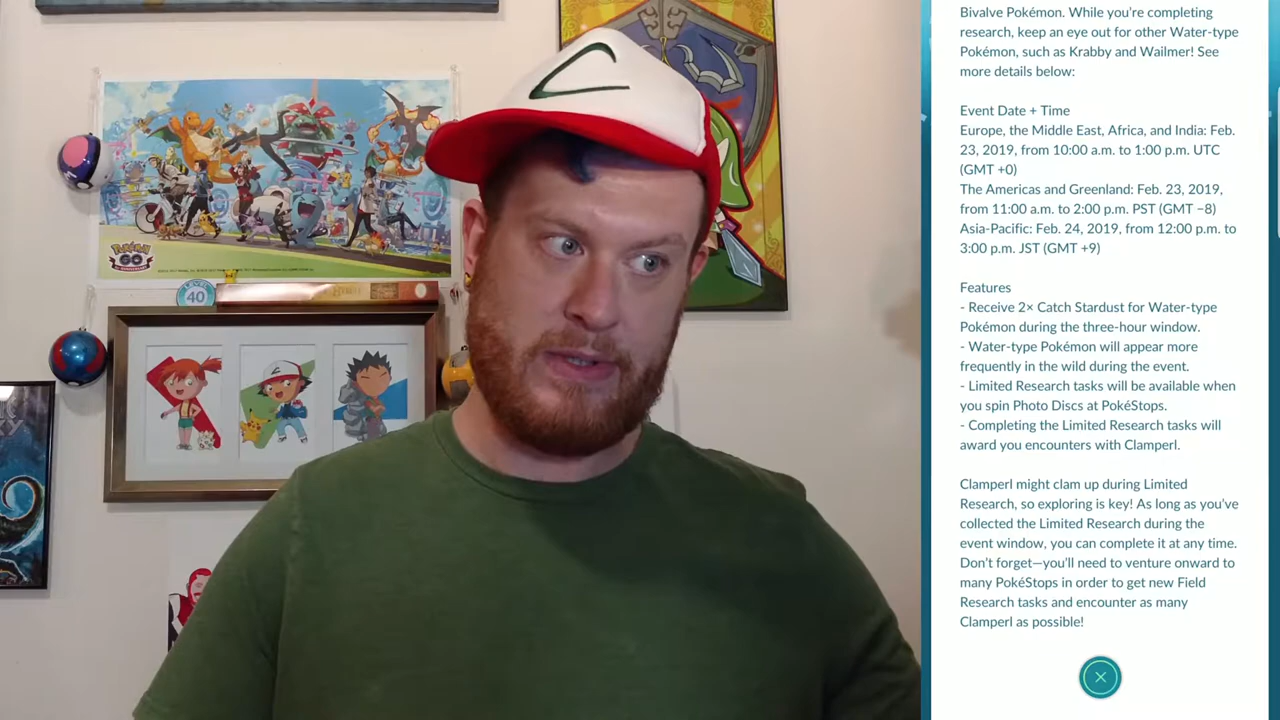 Bivalve Pokémon. While you're completing
research, keep an eye out for other Water-type
Pokémon, such as Krabby and Wailmer! See
more details below:
Event Date + Time
Europe, the Middle East, Africa, and India: Feb.
23, 2019, from 10:00 a.m. to 1:00 p.m. UTC
(GMT +0)
The Americas and Greenland: Feb. 23, 2019,
from 11:00 a.m. to 2:00 p.m. PST (GMT −8)
Asia-Pacific: Feb. 24, 2019, from 12:00 p.m. to
3:00 p.m. JST (GMT +9)
Features
- Receive 2× Catch Stardust for Water-type
Pokémon during the three-hour window.
- Water-type Pokémon will appear more
frequently in the wild during the event.
- Limited Research tasks will be available when
you spin Photo Discs at PokéStops.
- Completing the Limited Research tasks will
award you encounters with Clamperl.
Clamperl might clam up during Limited
Research, so exploring is key! As long as you've
collected the Limited Research during the
event window, you can complete it at any time.
Don't forget—you'll need to venture onward to
many PokéStops in order to get new Field
Research tasks and encounter as many
Clamperl as possible!
Pokémon
GO
LEVEL
40